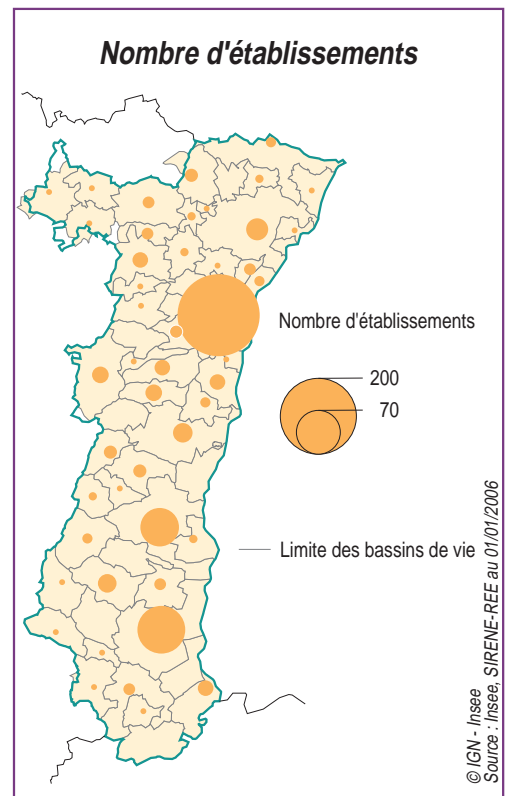 Nombre d'établissements
Nombre d'établissements
200
70
Limite des bassins de vie
© IGN - Insee
Source : Insee, SIRENE-REE au 01/01/2006